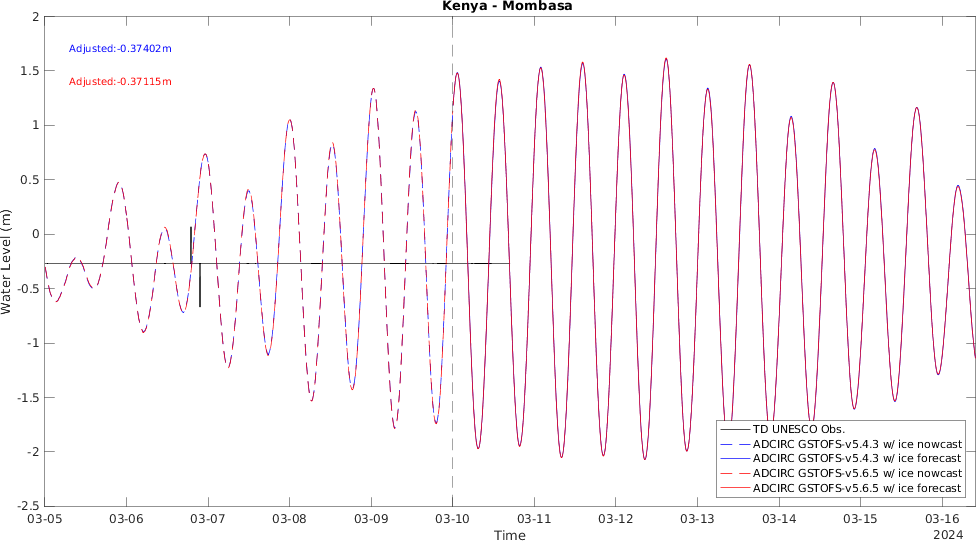 Kenya - Mombasa
Adjusted:-0.37402m
Adjusted:-0.37115m
Water Level (m)
2
1.5
1
0.5
0
-0.5
-1
-1.5
-2
-2.5
TD UNESCO Obs.
ADCIRC GSTOFS-v5.4.3 w/ ice nowcast
ADCIRC GSTOFS-v5.4.3 w/ ice forecast
ADCIRC GSTOFS-v5.6.5 w/ ice nowcast
ADCIRC GSTOFS-v5.6.5 w/ ice forecast
03-05 03-06 03-07 03-08 03-09 03-10 03-11 03-12 03-13 03-14 03-15 03-16
Time
2024